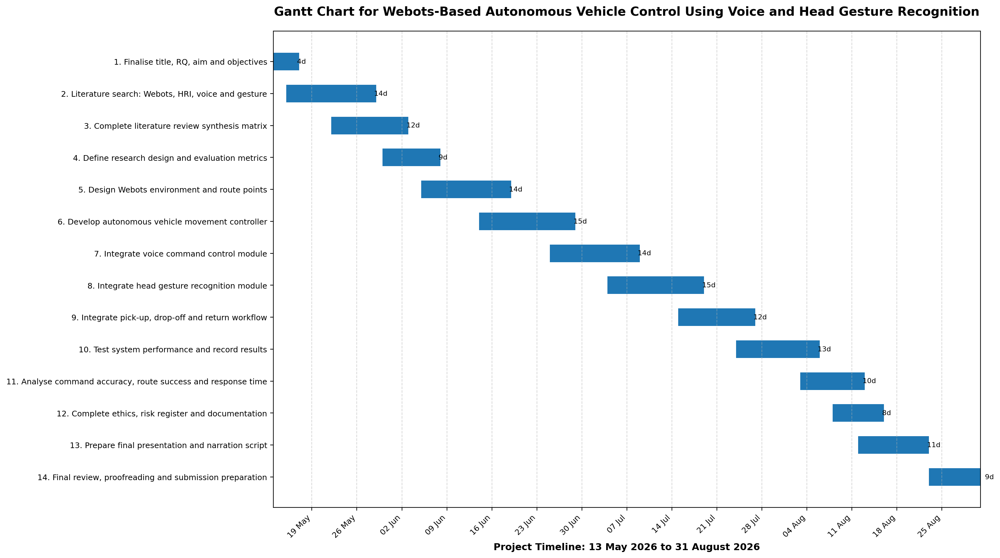 Gantt Chart for Webots-Based Autonomous Vehicle Control Using Voice and Head Gesture Recognition
1. Finalise title, RQ, aim and objectives
4d
2. Literature search: Webots, HRI, voice and gesture
14d
3. Complete literature review synthesis matrix
12d
4. Define research design and evaluation metrics
9d
5. Design Webots environment and route points
14d
6. Develop autonomous vehicle movement controller
15d
7. Integrate voice command control module
14d
8. Integrate head gesture recognition module
15d
9. Integrate pick-up, drop-off and return workflow
12d
10. Test system performance and record results
13d
11. Analyse command accuracy, route success and response time
10d
12. Complete ethics, risk register and documentation
8d
13. Prepare final presentation and narration script
11d
14. Final review, proofreading and submission preparation
9d
19 May
26 May
02 Jun
09 Jun
16 Jun
23 Jun
30 Jun
07 Jul
14 Jul
21 Jul
28 Jul
04 Aug
11 Aug
18 Aug
25 Aug
Project Timeline: 13 May 2026 to 31 August 2026